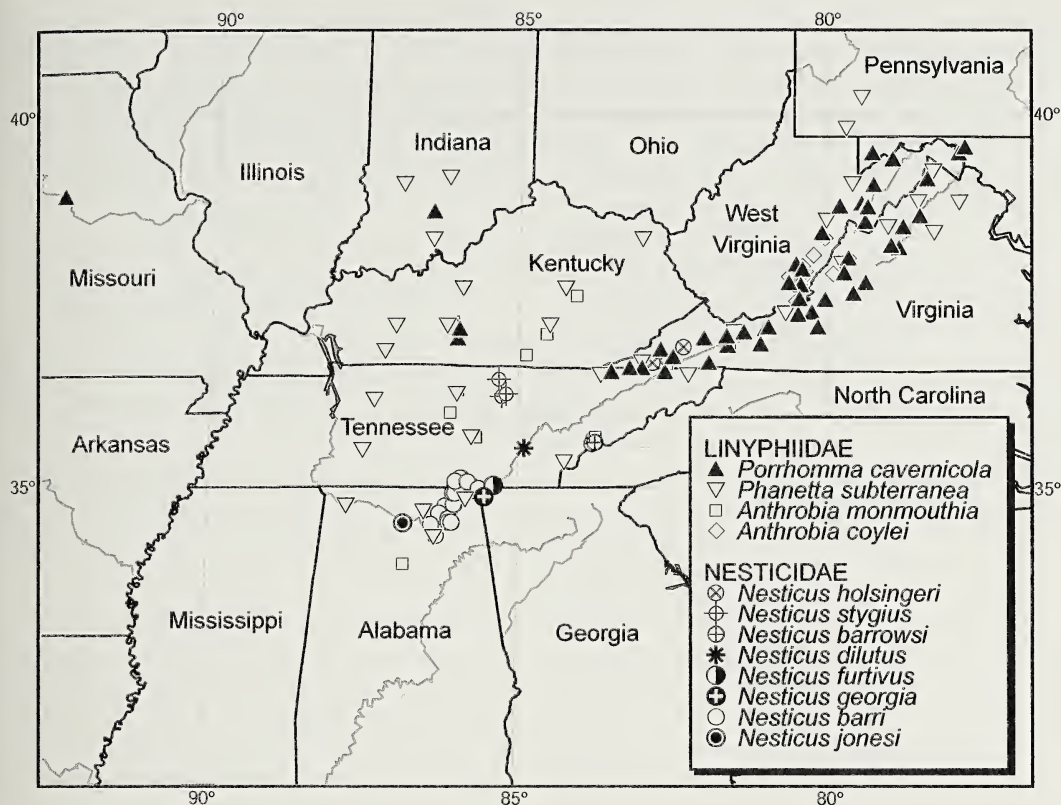 90°
85°
80°
Pennsylvania
40°
40°
Indiana
Ohio
Illinois
West
Virginia
Kentucky
Missouri
Virginia
North Carolina
Tennessee
Arkansas
LINYPHIIDAE
Porrhomma cavernicola
Phanetta subterranea
Anthrobia monmouthia
Anthrobia coylei
35°
35°
NESTICIDAE
Nesticus holsingeri
Nesticus stygius
Nesticus barrowsi
Nesticus dilutus
Nesticus furtivus
Nesticus georgia
Nesticus barri
Nesticus jonesi
Mississippi
Alabama
Georgia
90°
85°
80°